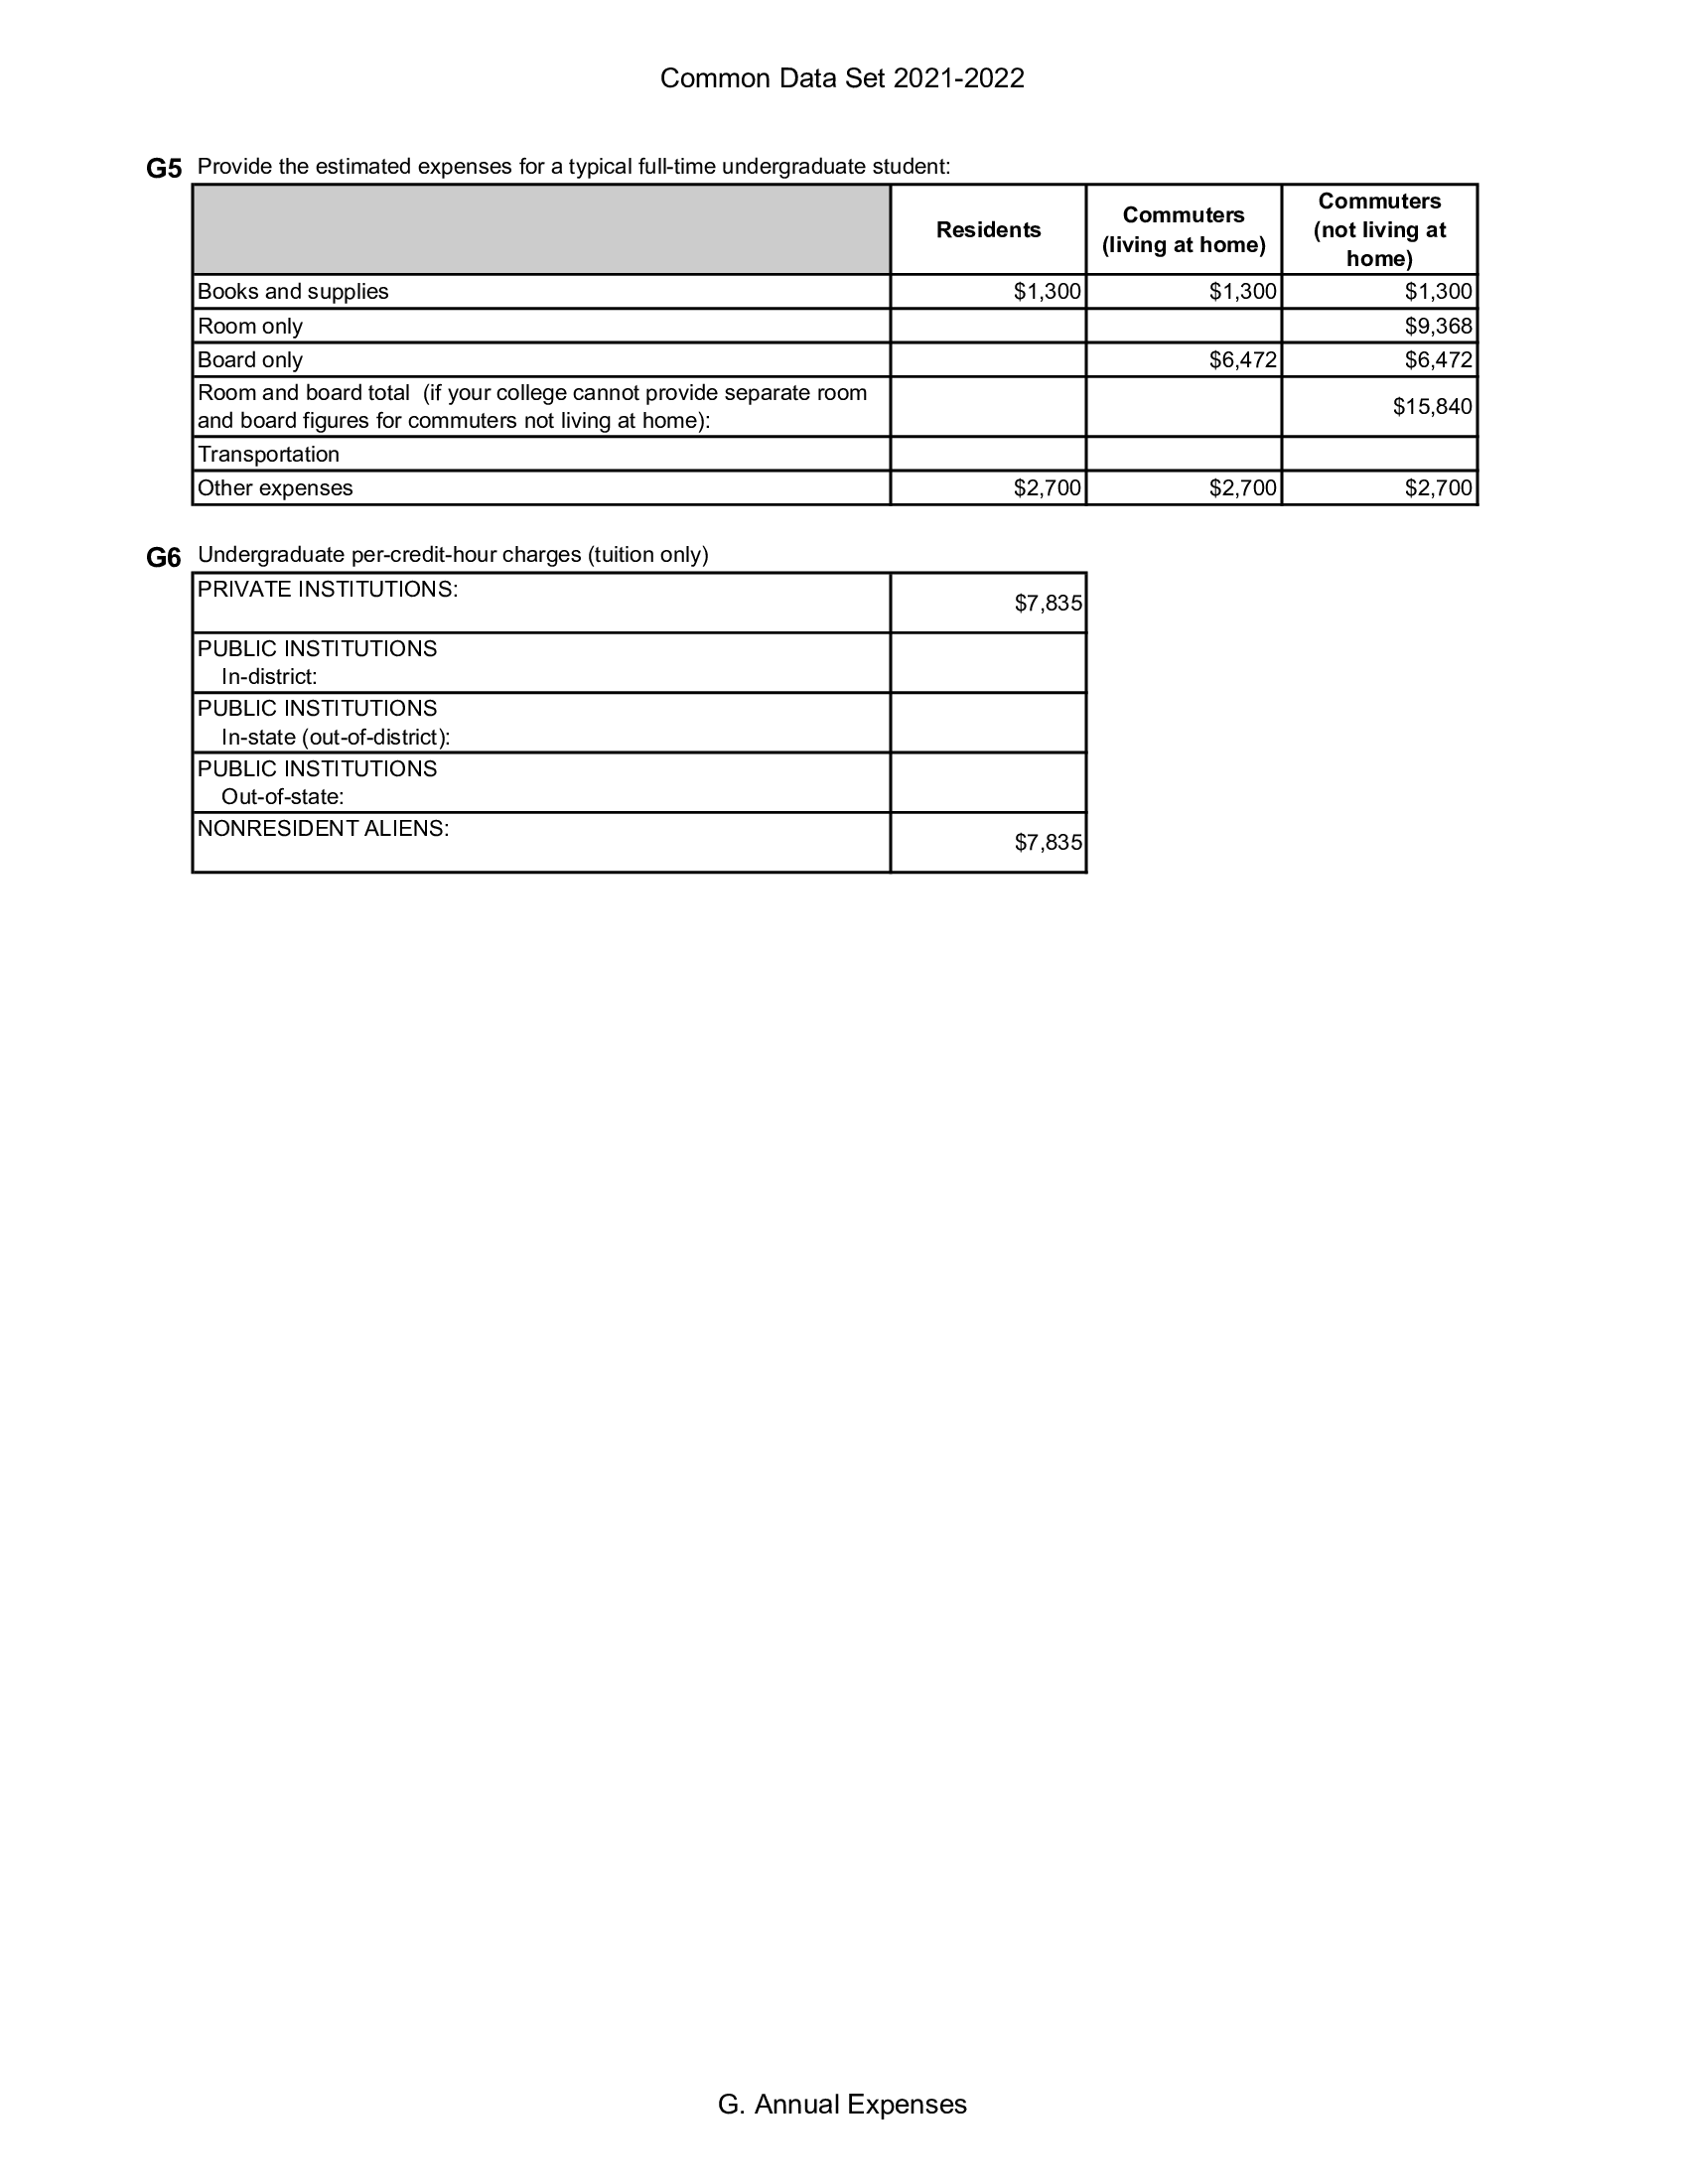 Common Data Set 2021-2022
G5 Provide the estimated expenses for a typical full-time undergraduate student:
Residents
Commuters
(living at home)
Commuters
(not living at
home)
Books and supplies $1,300 $1,300 $1,300
Room only $9,368
Board only $6,472 $6,472
Room and board total  (if your college cannot provide separate room
and board figures for commuters not living at home):
$15,840
Transportation
Other expenses $2,700 $2,700 $2,700
G6 Undergraduate per-credit-hour charges (tuition only)
PRIVATE INSTITUTIONS:
$7,835
PUBLIC INSTITUTIONS
In-district:
PUBLIC INSTITUTIONS
In-state (out-of-district):
PUBLIC INSTITUTIONS
Out-of-state:
NONRESIDENT ALIENS:
$7,835
G. Annual Expenses